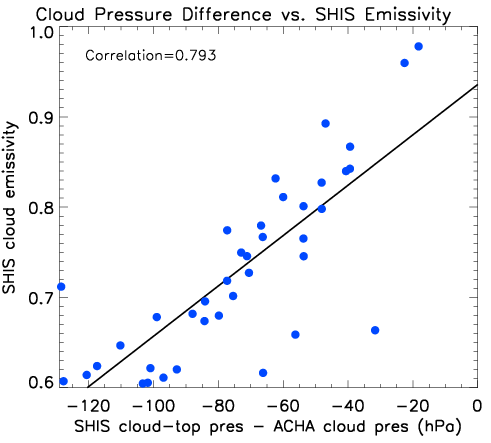 Cloud Pressure Difference vs. SHIS Emissivity
Correlation=0.793
SHIS cloud emissivity
1.0
0.9
0.8
0.7
0.6
−120 −100 −80 −60 −40 −20 0
SHIS cloud−top pres − ACHA cloud pres (hPa)